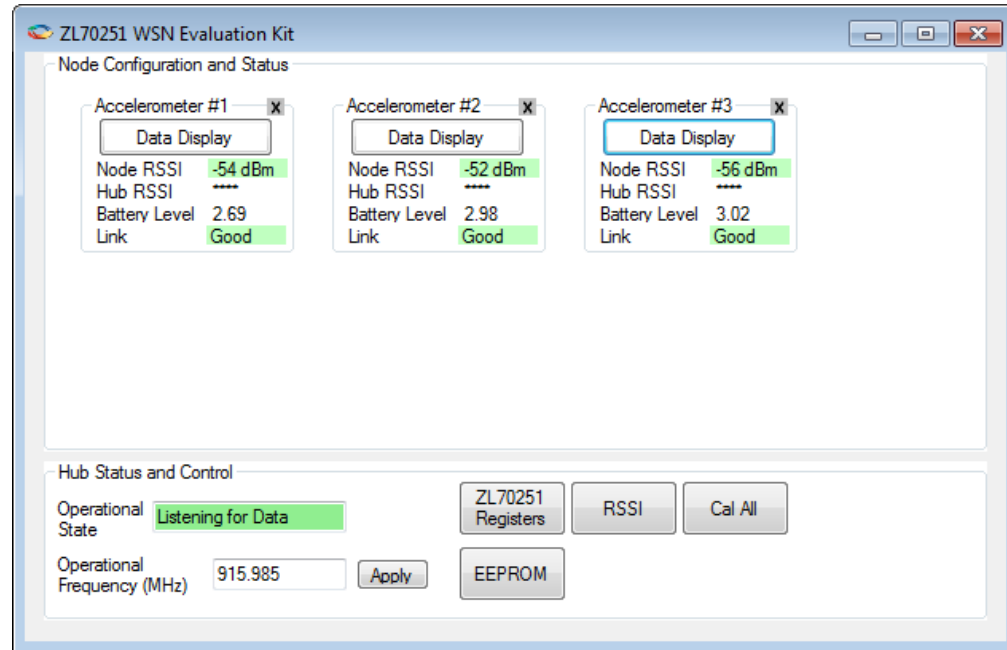 ZL70251 WSN Evaluation Kit
Node Configuration and Status
Accelerometer #1 X
Data Display
Node RSSI -54 dBm
Hub RSSI ****
Battery Level 2.69
Link Good
Accelerometer #2 X
Data Display
Node RSSI -52 dBm
Hub RSSI ****
Battery Level 2.98
Link Good
Accelerometer #3 X
Data Display
Node RSSI -56 dBm
Hub RSSI ****
Battery Level 3.02
Link Good
Hub Status and Control
Operational
State
Listening for Data
ZL70251
Registers
RSSI
Cal All
Operational
Frequency (MHz)
915.985
Apply
EEPROM